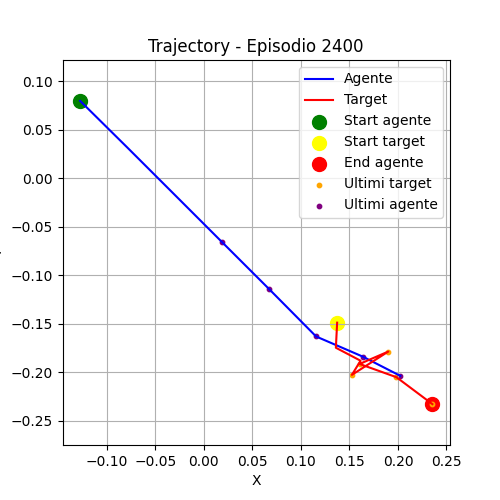 Trajectory - Episodio 2400
Agente
Target
Start agente
Start target
End agente
Ultimi target
Ultimi agente
0.10
0.05
0.00
−0.05
−0.10
−0.15
−0.20
−0.25
−0.10 −0.05 0.00 0.05 0.10 0.15 0.20 0.25
X